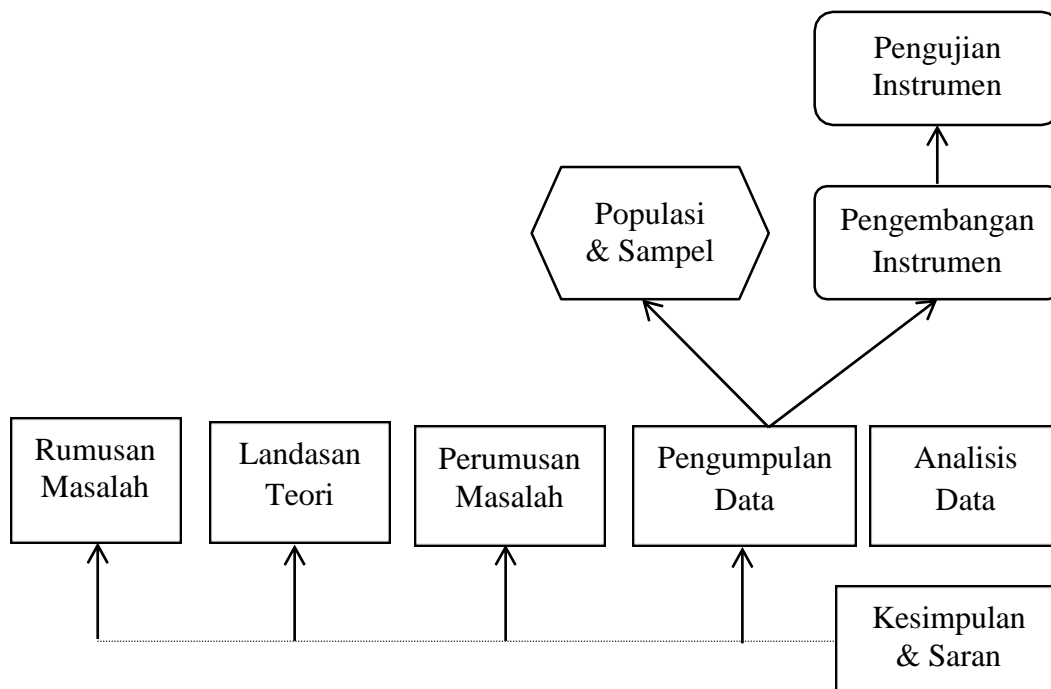 Pengujian
Instrumen
Populasi
& Sampel
Pengembangan
Instrumen
Rumusan
Masalah
Landasan
Teori
Perumusan
Masalah
Pengumpulan
Data
Analisis
Data
Kesimpulan
& Saran